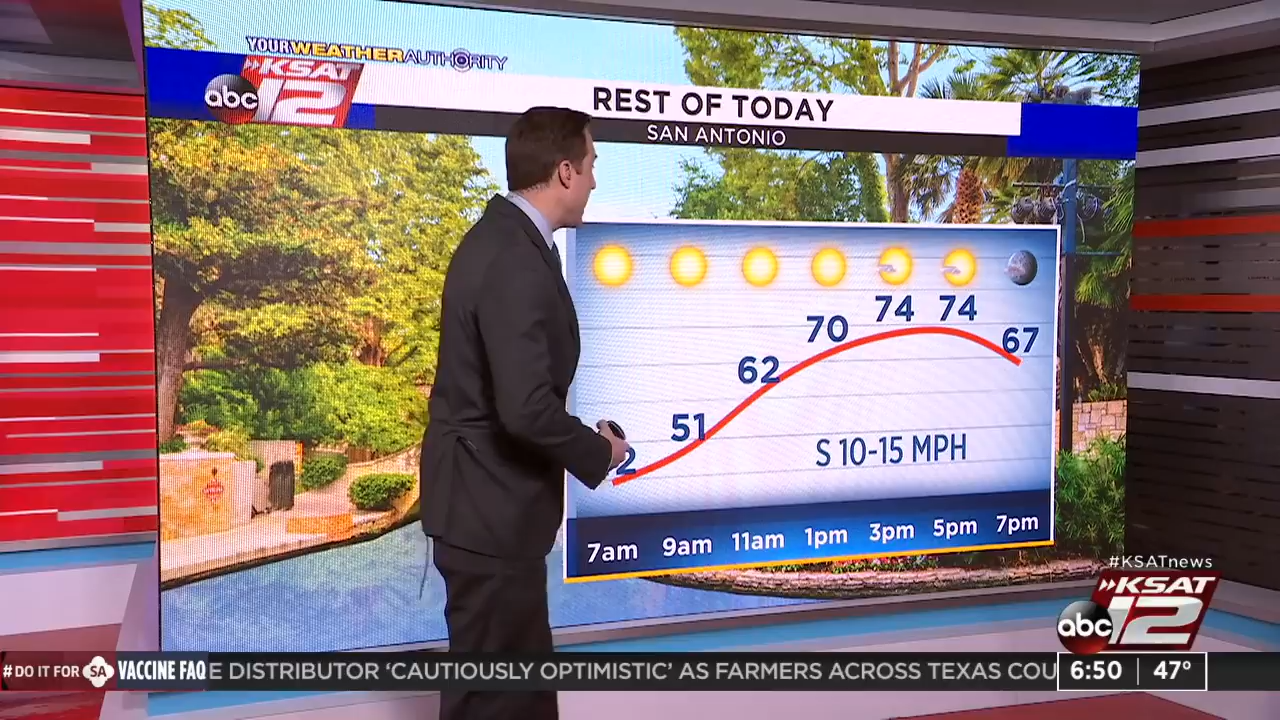 YOUR WEATHER AUTHORITY
KSAT
abc 12
REST OF TODAY
SAN ANTONIO
74 74
70 67
62
51
2
S 10-15 MPH
7am 9am 11am 1pm 3pm 5pm 7pm
#KSATnews
KSAT
abc 12
#DO IT FOR SA VACCINE FAQ E DISTRIBUTOR ‘CAUTIOUSLY OPTIMISTIC’ AS FARMERS ACROSS TEXAS COU 6:50 47°